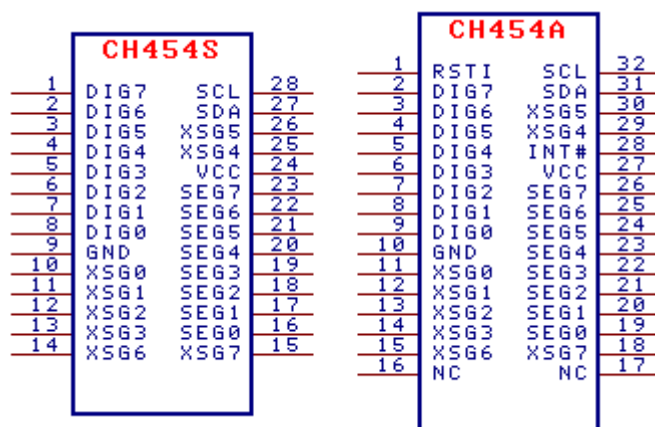 CH454S
1 DIG7 SCL 28
2 DIG6 SDA 27
3 DIG5 XSG5 26
4 DIG4 XSG4 25
5 DIG3 VCC 24
6 DIG2 SEG7 23
7 DIG1 SEG6 22
8 DIG0 SEG5 21
9 GND SEG4 20
10 XSG0 SEG3 19
11 XSG1 SEG2 18
12 XSG2 SEG1 17
13 XSG3 SEG0 16
14 XSG6 XSG7 15
CH454A
1 RSTI SCL 32
2 DIG7 SDA 31
3 DIG6 XSG5 30
4 DIG5 XSG4 29
5 DIG4 INT# 28
6 DIG3 VCC 27
7 DIG2 SEG7 26
8 DIG1 SEG6 25
9 DIG0 SEG5 24
10 GND SEG4 23
11 XSG0 SEG3 22
12 XSG1 SEG2 21
13 XSG2 SEG1 20
14 XSG3 SEG0 19
15 XSG6 XSG7 18
16 NC NC 17